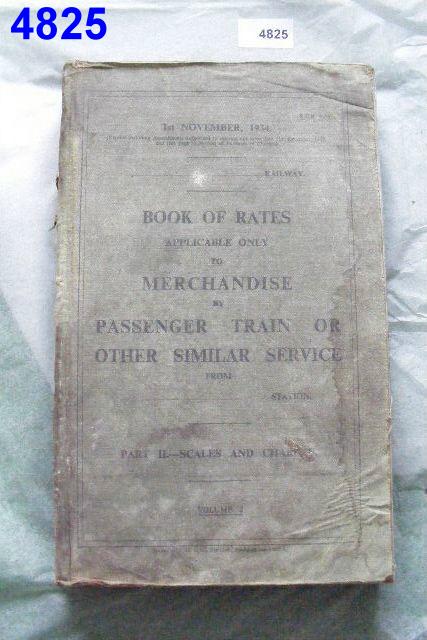 4825
4825
1st NOVEMBER, 1934.
RAILWAY.
BOOK OF RATES
APPLICABLE ONLY
TO
MERCHANDISE
BY
PASSENGER TRAIN OR
OTHER SIMILAR SERVICE
FROM
STATION.
PART II.—SCALES AND
VOLUME